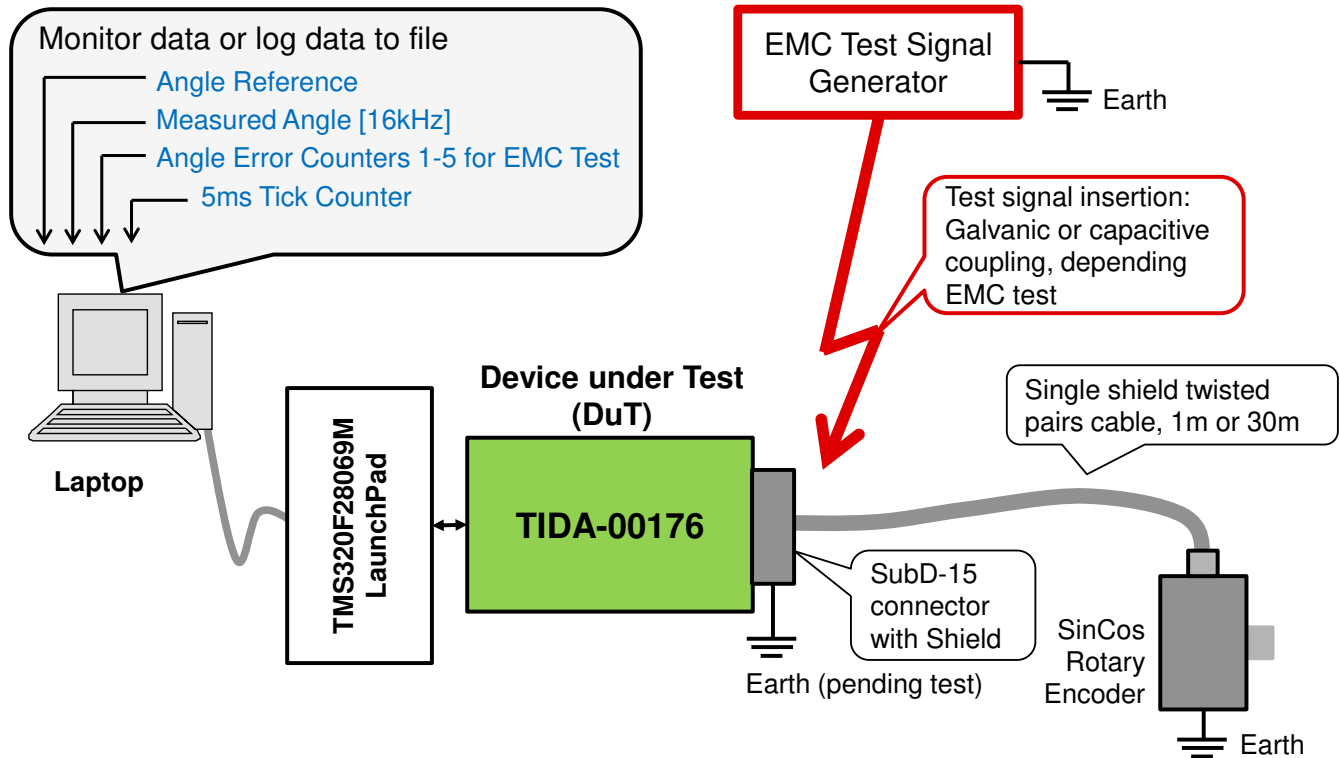 Monitor data or log data to file
Angle Reference
Measured Angle [16kHz]
Angle Error Counters 1-5 for EMC Test
5ms Tick Counter
EMC Test Signal
Generator
Earth
Test signal insertion:
Galvanic or capacitive
coupling, depending
EMC test
Laptop
TMS320F28069M
LaunchPad
Device under Test
(DuT)
TIDA-00176
Single shield twisted
pairs cable, 1m or 30m
SubD-15
connector
with Shield
Earth (pending test)
SinCos
Rotary
Encoder
Earth